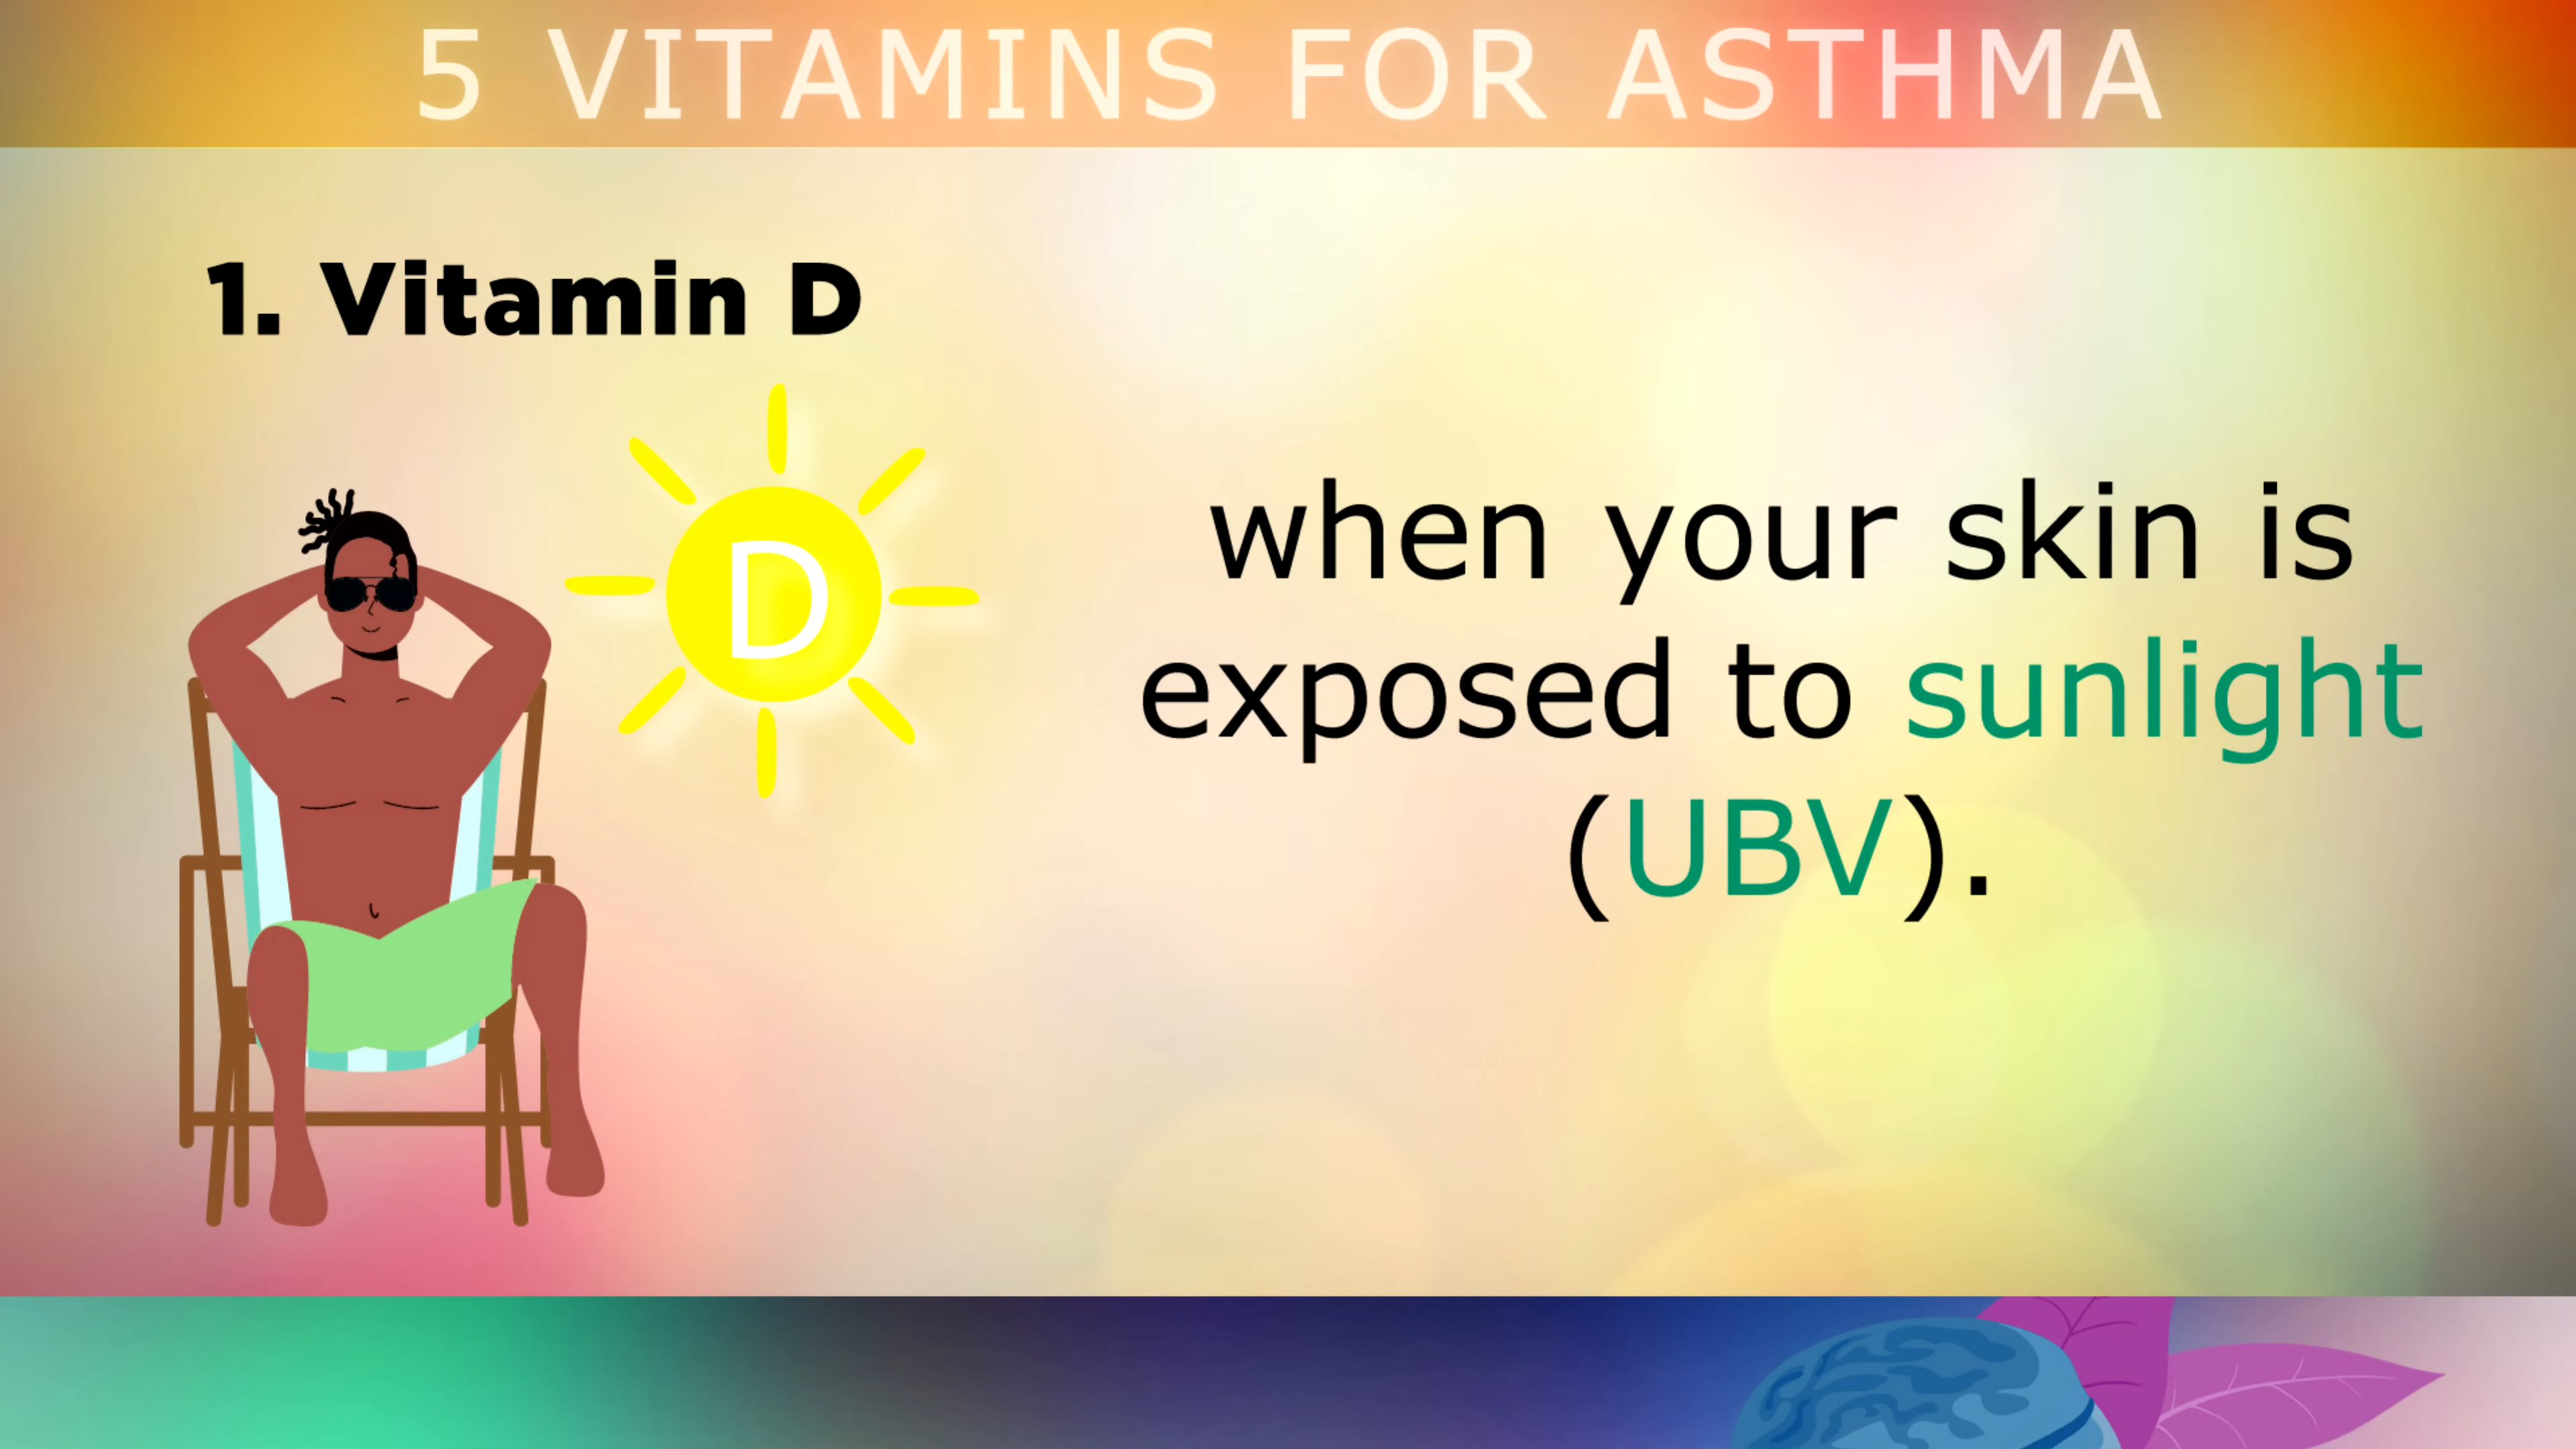 5 VITAMINS FOR ASTHMA
1. Vitamin D
D
when your skin is
exposed to sunlight
(UBV).